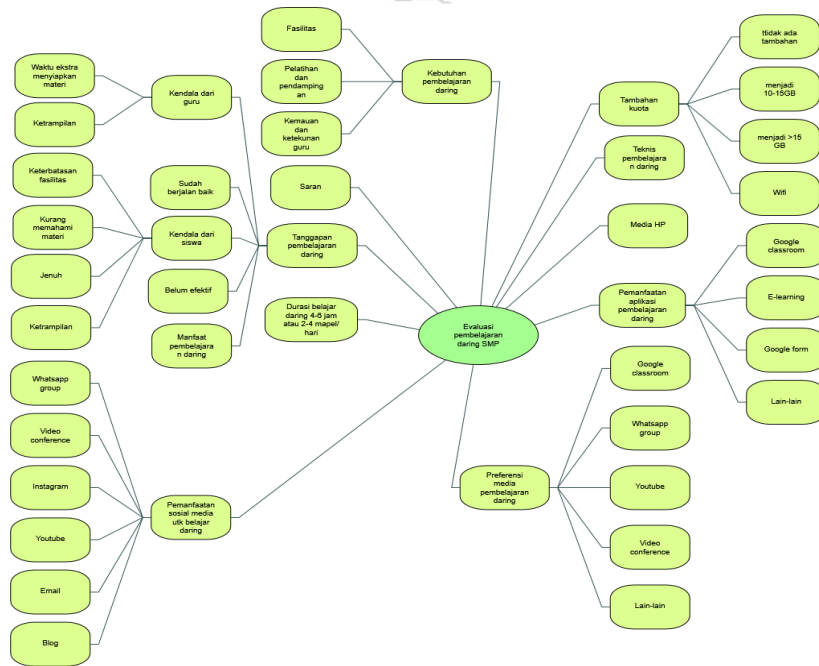 Fasilitas
Pelatihan
dan
pendamping
an
Kemauan
dan
ketekunan
guru
Kebutuhan
pembelajaran
daring
Waktu ekstra
menyiapkan
materi
Ketrampilan
Kendala dari
guru
Keterbatasan
fasilitas
Kurang
memahami
materi
Jenuh
Ketrampilan
Sudah
berjalan baik
Kendala dari
siswa
Belum efektif
Manfaat
pembelajara
n daring
Saran
Tanggapan
pembelajaran
daring
Durasi belajar
daring 4-6 jam
atau 2-4 mapel/
hari
Evaluasi
pembelajaran
daring SMP
Tambahan
kuota
ttidak ada
tambahan
menjadi
10-15GB
menjadi >15
GB
Wifi
Teknis
pembelajara
n daring
Media HP
Pemanfaatan
aplikasi
pembelajaran
daring
Google
classroom
E-learning
Google form
Lain-lain
Whatsapp
group
Video
conference
Instagram
Youtube
Email
Blog
Pemanfaatan
sosial media
utk belajar
daring
Preferensi
media
pembelajaran
daring
Google
classroom
Whatsapp
group
Youtube
Video
conference
Lain-lain